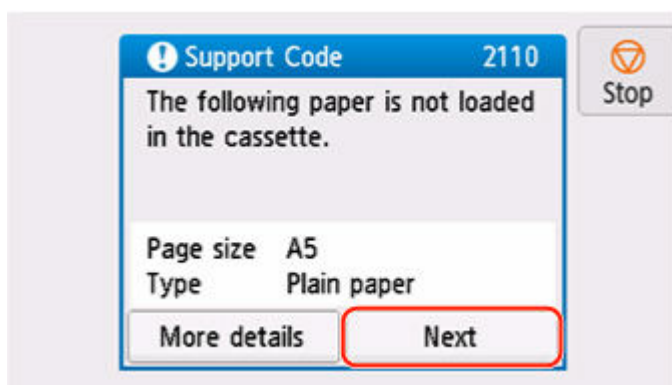 Support Code 2110
Stop
The following paper is not loaded
in the cassette.
Page size A5
Type Plain paper
More details Next